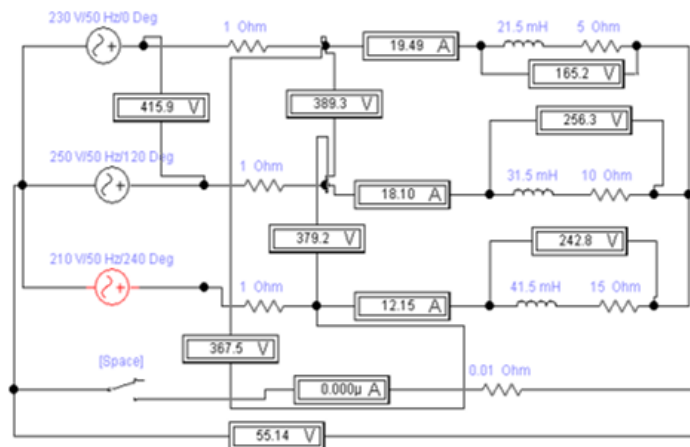 230 V/50 Hz/0 Deg
1 Ohm
19.49 A
21.5 mH
5 Ohm
165.2 V
415.9 V
389.3 V
256.3 V
250 V/50 Hz/120 Deg
1 Ohm
18.10 A
31.5 mH
10 Ohm
379.2 V
242.8 V
210 V/50 Hz/240 Deg
1 Ohm
12.15 A
41.5 mH
15 Ohm
367.5 V
[Space]
0.000µ A
0.01 Ohm
55.14 V